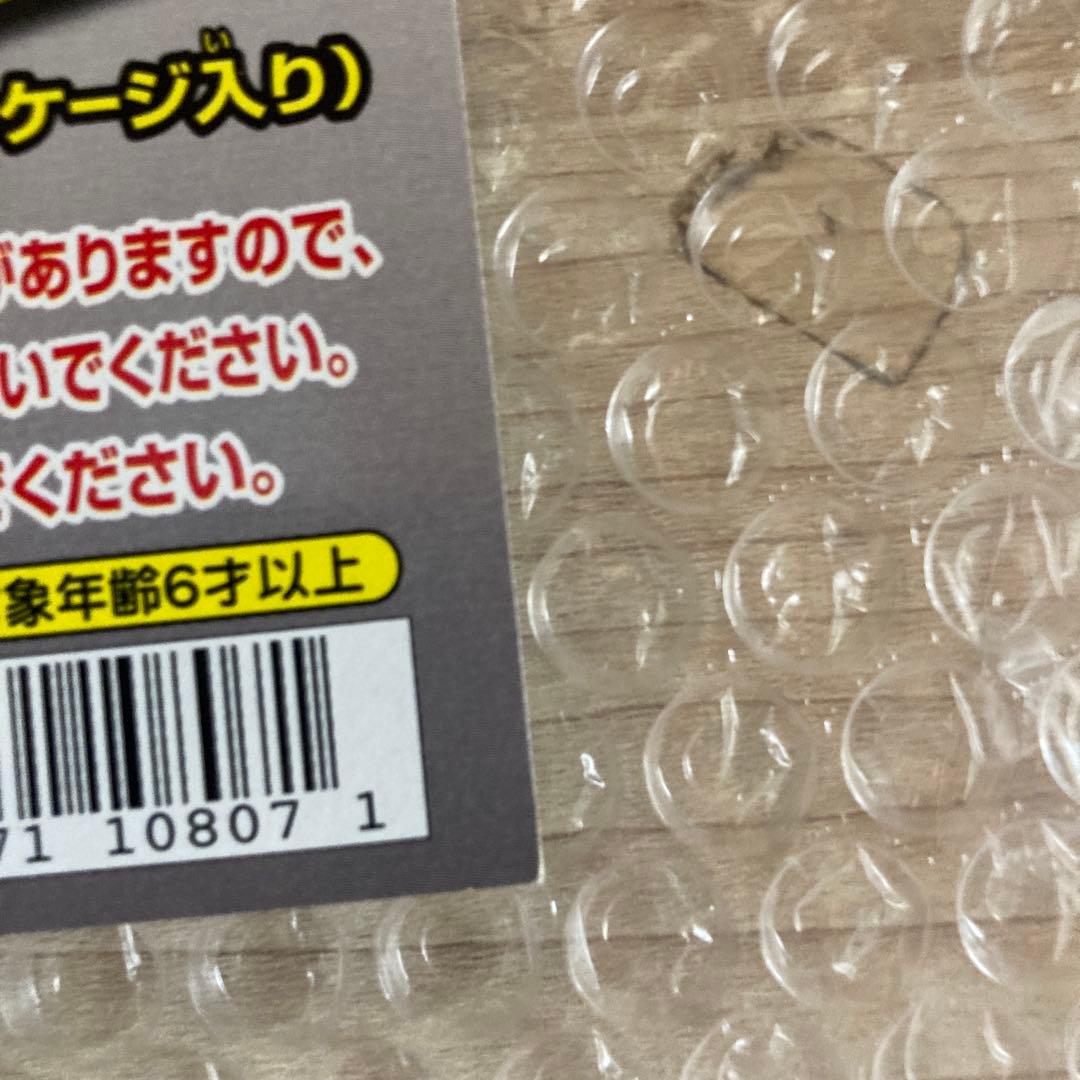 ケージ入り)
い
がありますので、
いでください。
ください。
象年齢6才以上
71 10807 1